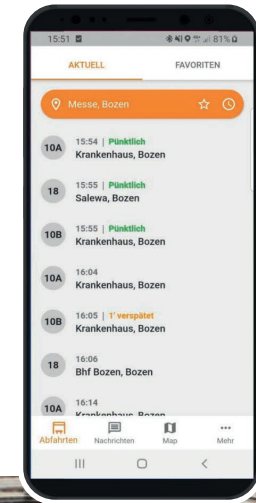 15:51 81%
AKTUELL FAVORITEN
Messe, Bozen
10A 15:54 | Pünktlich
Krankenhaus, Bozen
18 15:55 | Pünktlich
Salewa, Bozen
10B 15:55 | Pünktlich
Krankenhaus, Bozen
10A 16:04
Krankenhaus, Bozen
10B 16:05 | 1' verspätet
Krankenhaus, Bozen
18 16:06
Bhf Bozen, Bozen
10A 16:14
Krankenhaus, Bozen
Abfahrten Nachrichten Map Mehr